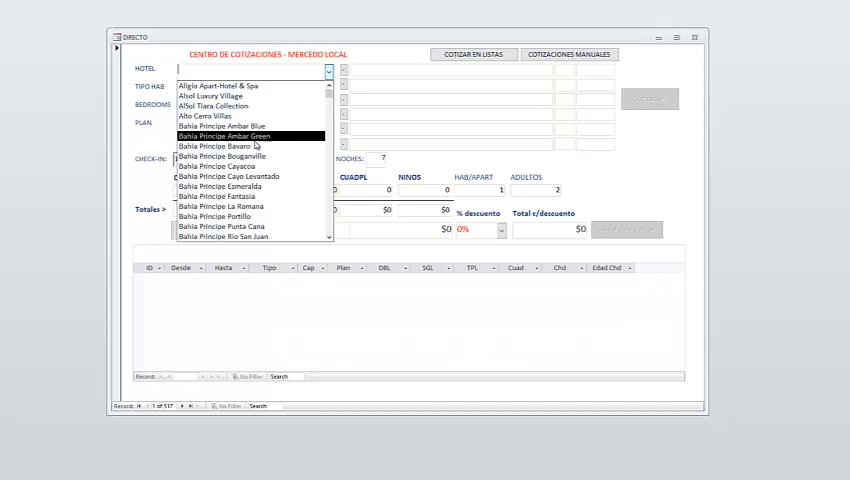 DIRECTO
CENTRO DE COTIZACIONES - MERCEDO LOCAL
COTIZAR EN LISTAS
COTIZACIONES MANUALES
HOTEL
TIPO HAB
BEDROOMS
PLAN
Aligio Apart-Hotel & Spa
Alsol Luxury Village
AlSol Tiara Collection
Alto Cerro Villas
Bahia Principe Ambar Blue
Bahia Principe Ambar Green
Bahia Principe Bavaro
Bahia Principe Bouganville
Bahia Principe Cayacoa
Bahia Principe Cayo Levantado
Bahia Principe Esmeralda
Bahia Principe Fantasia
Bahia Principe La Romana
Bahia Principe Portillo
Bahia Principe Punta Cana
Bahia Principe Rio San Juan
CHECK-IN:
NOCHES: 7
CUADPL NINOS HAB/APART ADULTOS
0 0 0 1 2
Totales >
0 $0 $0
% descuento Total c/descuento
$0 0% $0
ID Desde Hasta Tipo Cap Plan DBL SGL TPL Cuad Chd Edad Chd
Record: No Filter Search
Record: 1 of 517 No Filter Search